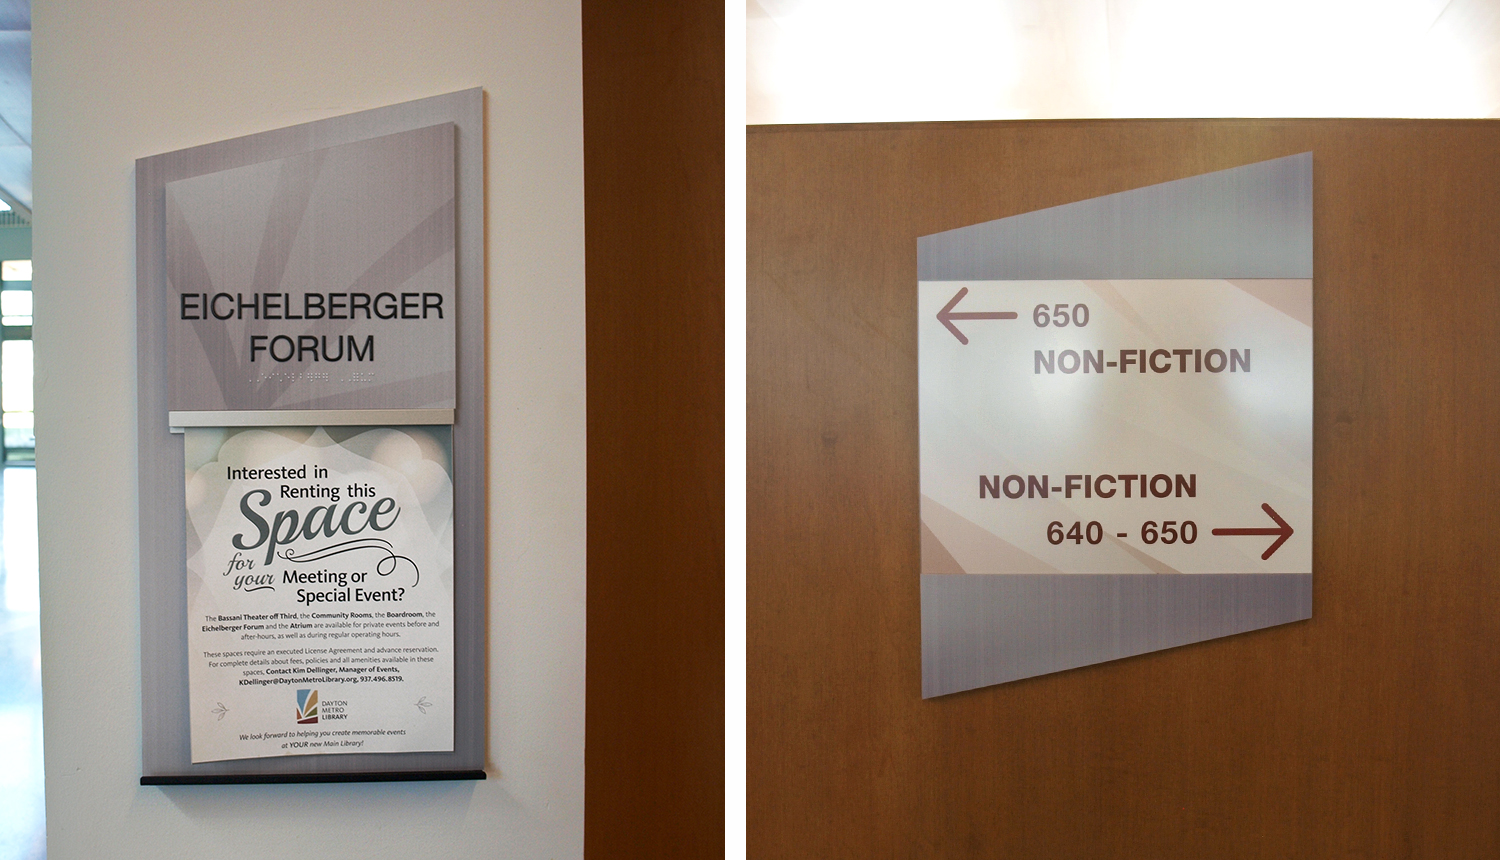 EICHELBERGER
FORUM
Interested in
Renting this
Space
for
your Meeting or
Special Event?
The Bassani Theater off Third, the Community Rooms, the Boardroom, the
Eichelberger Forum and the Atrium are available for private events before and
after-hours, as well as during regular operating hours.
These spaces require an executed License Agreement and advance reservation.
For complete details about fees, policies and all amenities available in these
spaces, Contact Kim Dellinger, Manager of Events,
KDellinger@DaytonMetroLibrary.org, 937.496.8519.
DAYTON
METRO
LIBRARY
We look forward to helping you create memorable events
at YOUR new Main Library!
650
NON-FICTION
NON-FICTION
640 - 650